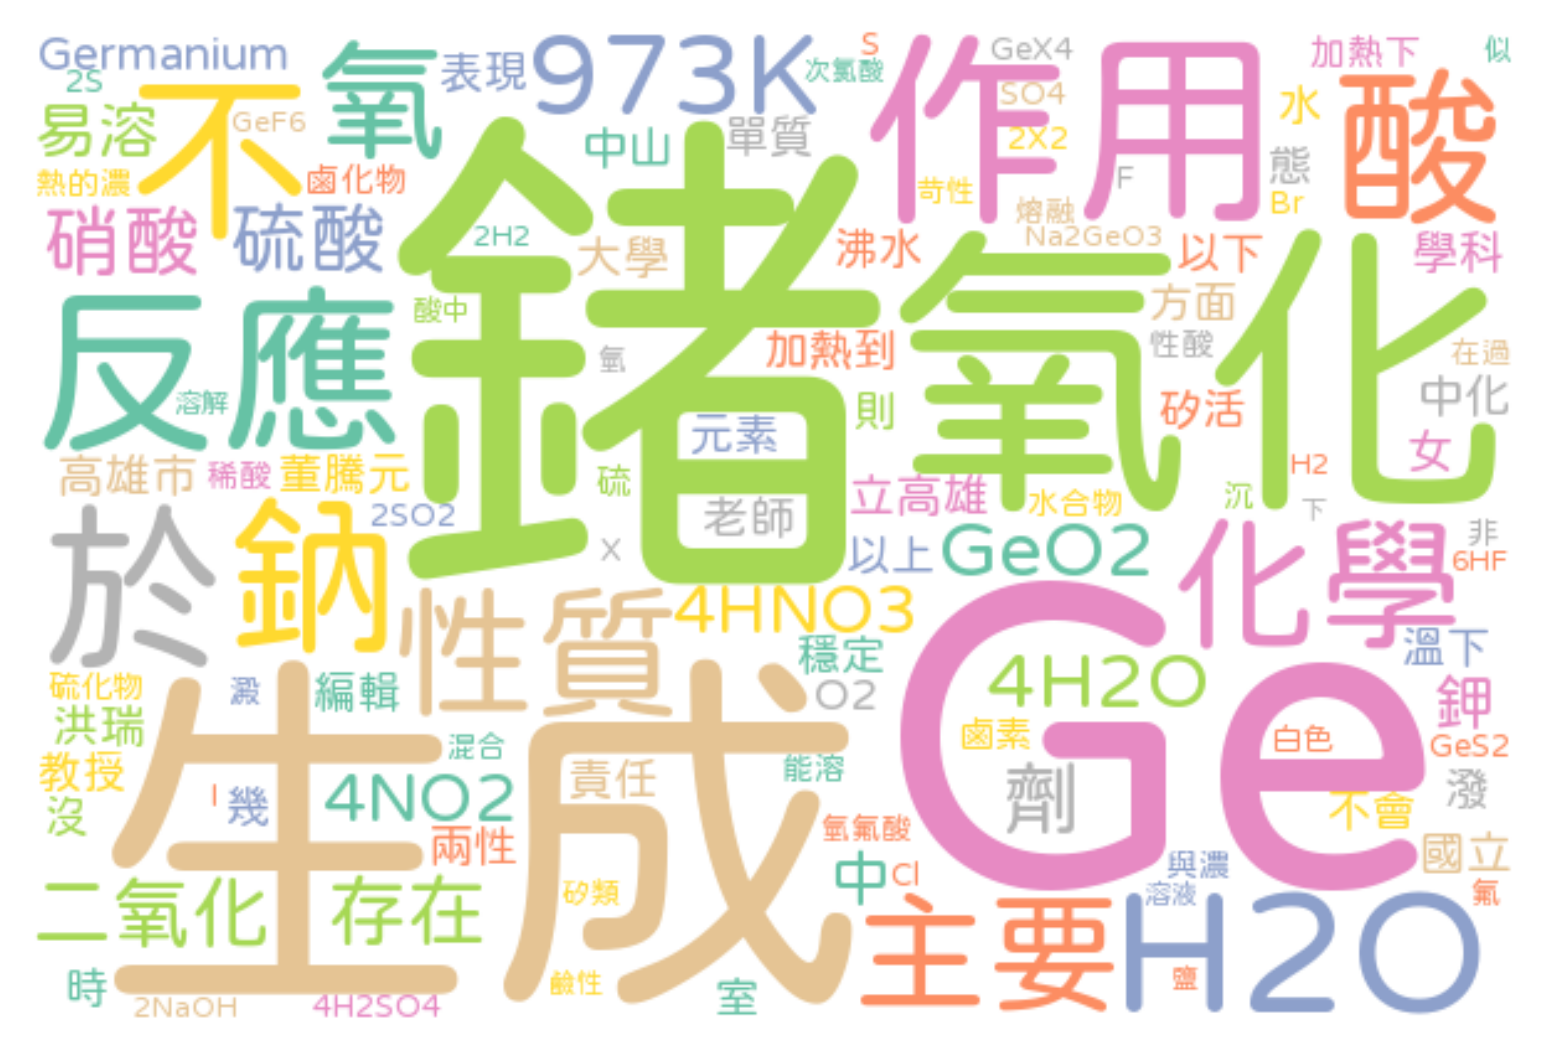 Germanium
2S
不
氧
表現
973K
次氯酸
S
作用
GeX4
SO4
2X2
加熱下
似
易溶
GeF6
中山
單質
水
酸
熱的濃
鹵化物
苛性
F
態
Br
硝酸
硫酸
2H2
大學
沸水
熔融
Na2GeO3
以下
學科
反應
酸中
鍺
氧化
方面
性酸
在過
溶解
氫
加熱到
元素
則
矽活
中化
女
高雄市
稀酸
董騰元
硫
老師
立高雄
水合物
沉
H2
下
於
鈉
2SO2
X
以上
GeO2
化學
非
6HF
性質
4HNO3
穩定
Ge
4H2O
溫下
硫化物
澱
編輯
O2
鉀
洪瑞
生成
混合
鹵素
白色
GeS2
教授
I
幾
4NO2
責任
能溶
劑
不會
潑
沒
兩性
氫氟酸
國立
二氧化
存在
矽類
中
Cl
與濃
溶液
氟
主要
H2O
時
2NaOH
4H2SO4
鹼性
室
鹽